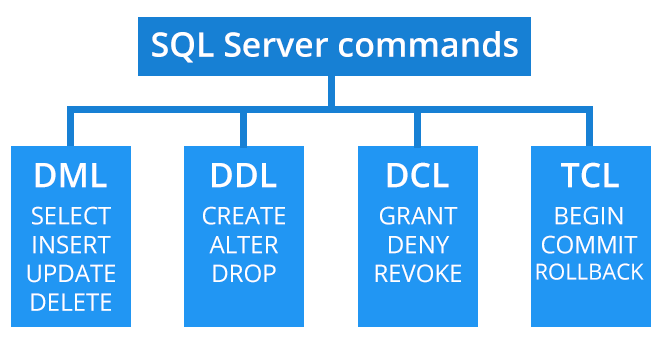 SQL Server commands
DML
SELECT
INSERT
UPDATE
DELETE
DDL
CREATE
ALTER
DROP
DCL
GRANT
DENY
REVOKE
TCL
BEGIN
COMMIT
ROLLBACK